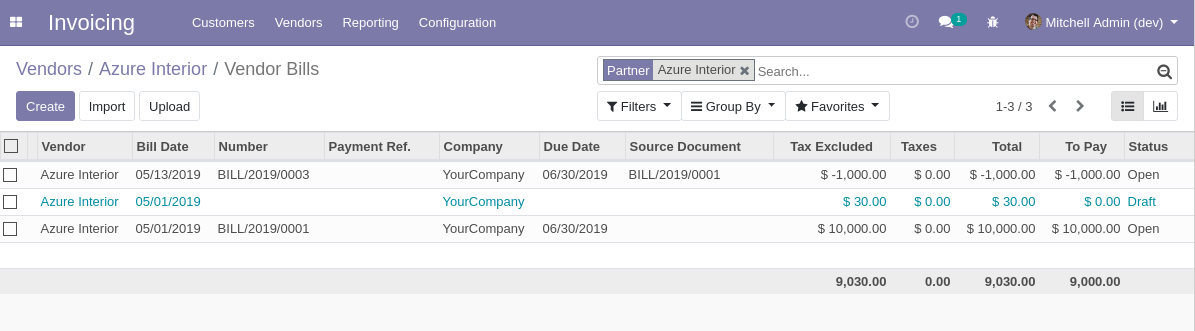 Invoicing Customers Vendors Reporting Configuration 1 Mitchell Admin (dev)
Vendors / Azure Interior / Vendor Bills Partner Azure Interior Search...
Create Import Upload Filters Group By Favorites 1-3 / 3
Vendor Bill Date Number Payment Ref. Company Due Date Source Document Tax Excluded Taxes Total To Pay Status
Azure Interior 05/13/2019 BILL/2019/0003 YourCompany 06/30/2019 BILL/2019/0001 $ -1,000.00 $ 0.00 $ -1,000.00 $ -1,000.00 Open
Azure Interior 05/01/2019 YourCompany $ 30.00 $ 0.00 $ 30.00 $ 0.00 Draft
Azure Interior 05/01/2019 BILL/2019/0001 YourCompany 06/30/2019 $ 10,000.00 $ 0.00 $ 10,000.00 $ 10,000.00 Open
9,030.00 0.00 9,030.00 9,000.00